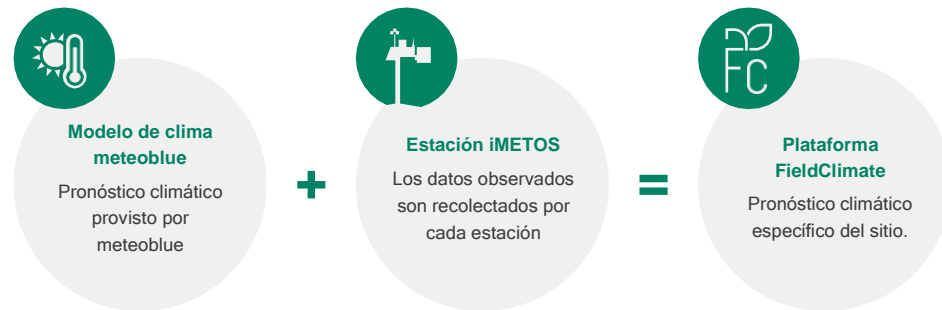 Modelo de clima
meteoblue
Pronóstico climático
provisto por
meteoblue
+
Estación iMETOS
Los datos observados
son recolectados por
cada estación
=
FC
Plataforma
FieldClimate
Pronóstico climático
específico del sitio.